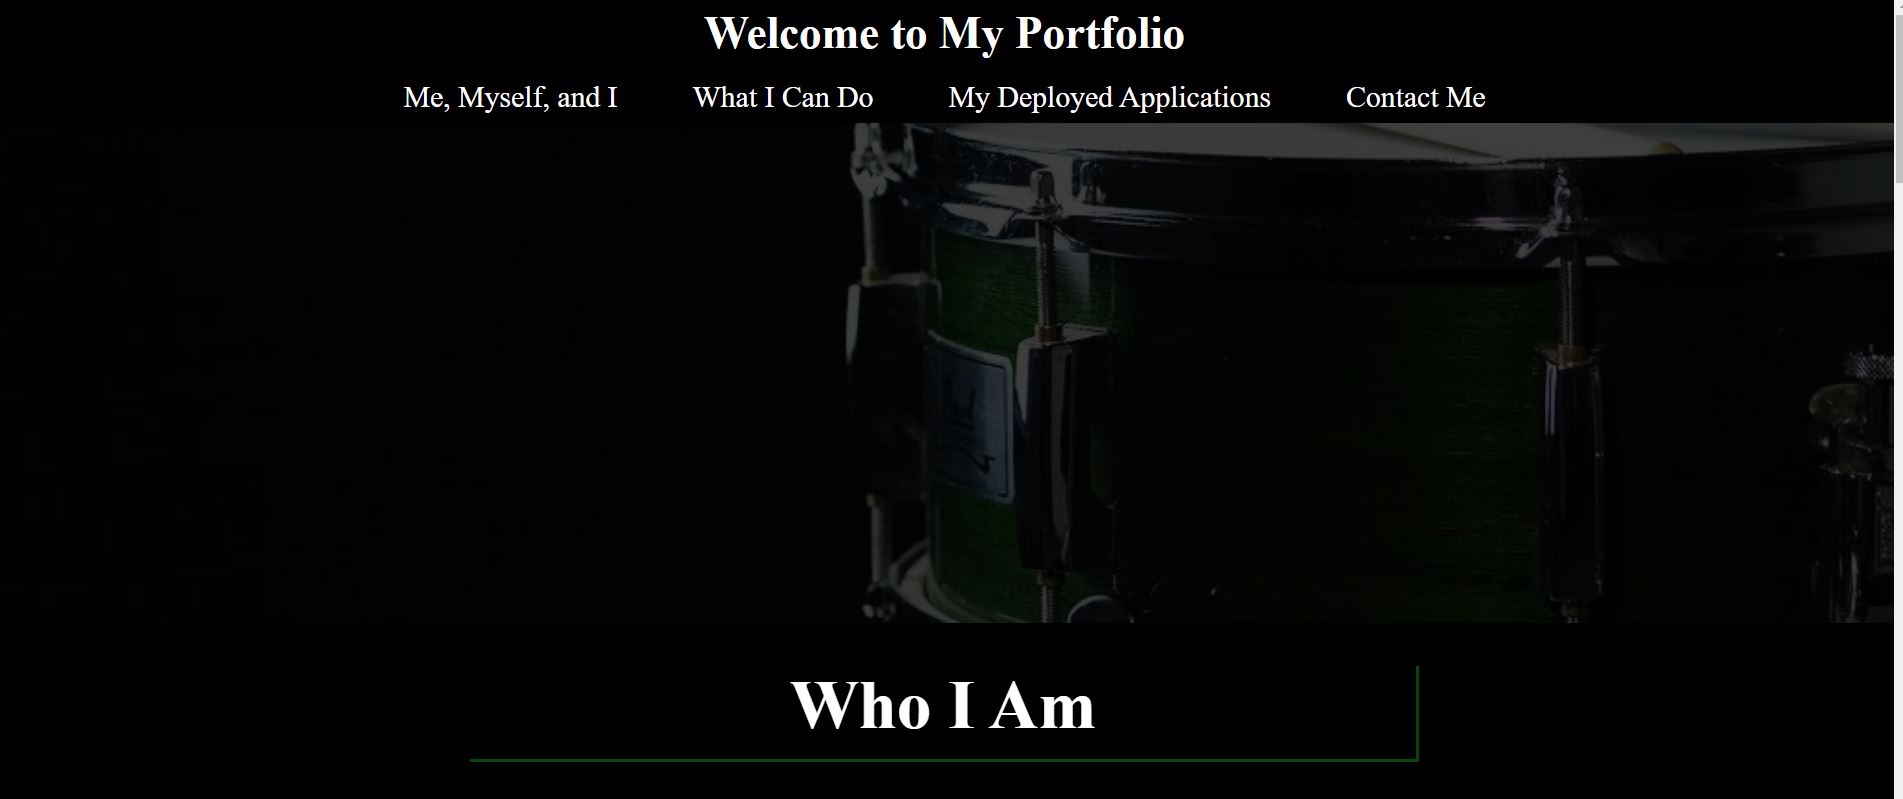 Welcome to My Portfolio
Me, Myself, and I What I Can Do My Deployed Applications Contact Me
Who I Am